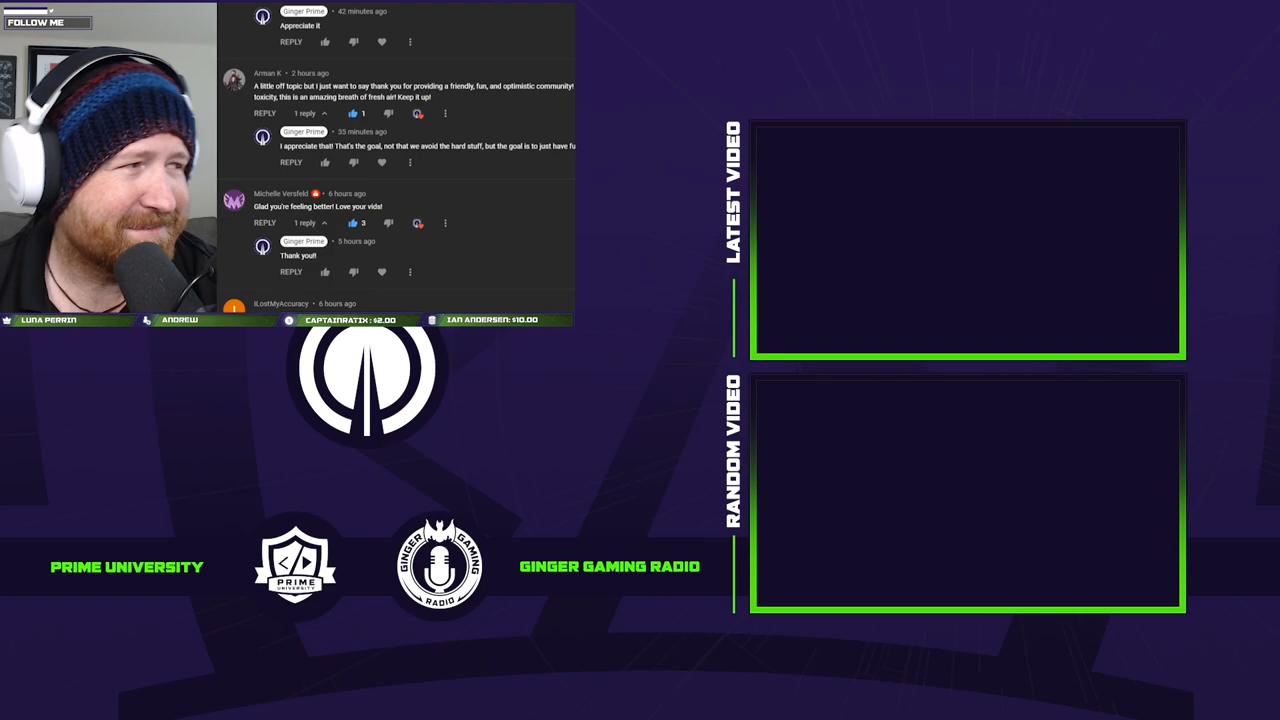 FOLLOW ME
Ginger Prime • 42 minutes ago
Appreciate it
REPLY
Arman K • 2 hours ago
A little off topic but i just want to say thank you for providing a friendly, fun, and optimistic community!
toxicity, this is an amazing breath of fresh air! Keep it up!
REPLY 1 reply 1
Ginger Prime • 35 minutes ago
I appreciate that! That's the goal, not that we avoid the hard stuff, but the goal is to just have fu
REPLY
Michelle Versfeld • 6 hours ago
Glad you're feeling better! Love your vids!
REPLY 1 reply 3
Ginger Prime • 5 hours ago
Thank you!!
REPLY
ILostMyAccuracy • 6 hours ago
LUNA PERRIN ANDREW CAPTAINRATIX: $2.00 IAN ANDERSEN: $10.00
LATEST VIDEO
RANDOM VIDEO
PRIME UNIVERSITY
PRIME
UNIVERSITY
GINGER GAMING
RADIO
GINGER GAMING RADIO